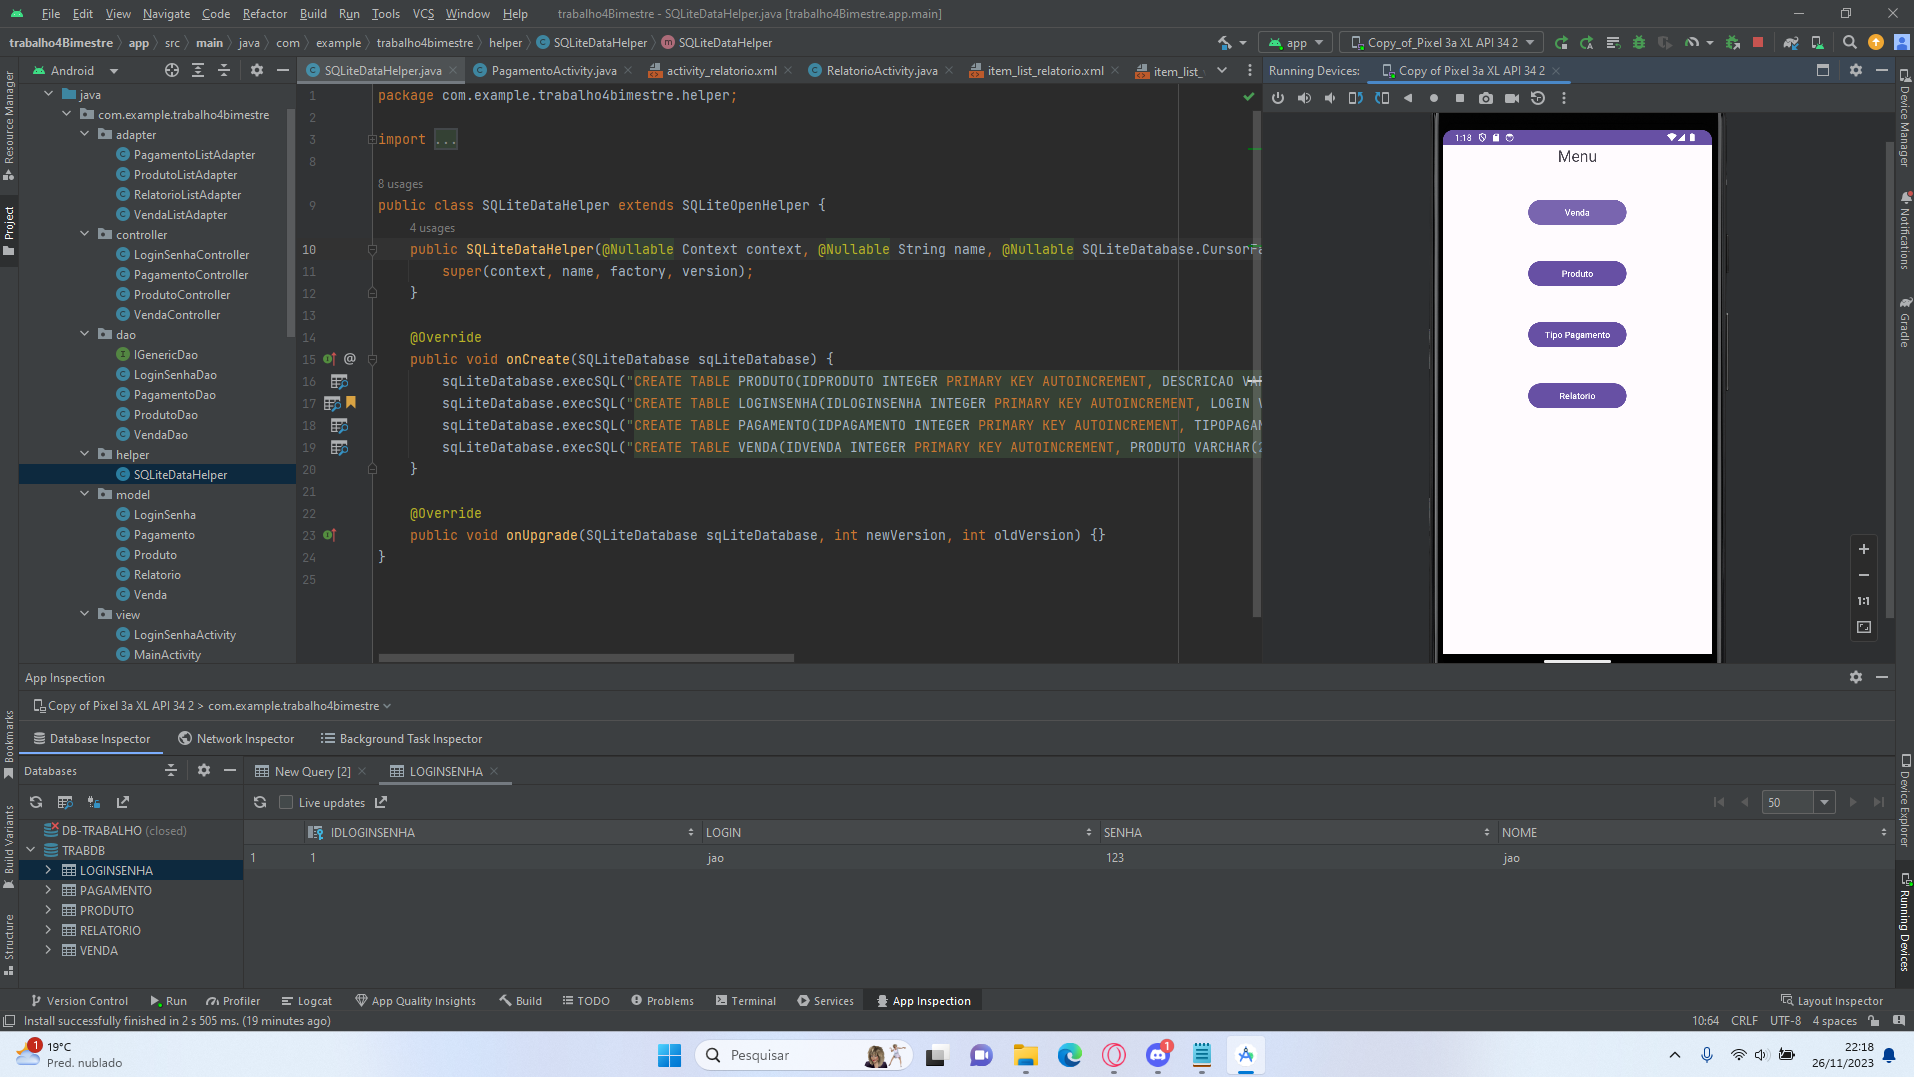 File Edit View Navigate Code Refactor Build Run Tools VCS Window Help trabalho4Bimestre - SQLiteDataHelper.java [trabalho4Bimestre.app.main]
trabalho4Bimestre app src main java com example trabalho4bimestre helper SQLiteDataHelper SQLiteDataHelper app Copy_of_Pixel 3a XL API 34 2
Android SQLiteDataHelper.java PagamentoActivity.java activity_relatorio.xml RelatorioActivity.java item_list_relatorio.xml item_list_ Running Devices: Copy of Pixel 3a XL API 34 2
Resource Manager
Project
Bookmarks
Build Variants
Structure
java
com.example.trabalho4bimestre
adapter
PagamentoListAdapter
ProdutoListAdapter
RelatorioListAdapter
VendaListAdapter
controller
LoginSenhaController
PagamentoController
ProdutoController
VendaController
dao
IGenericDao
LoginSenhaDao
PagamentoDao
ProdutoDao
VendaDao
helper
SQLiteDataHelper
model
LoginSenha
Pagamento
Produto
Relatorio
Venda
view
LoginSenhaActivity
MainActivity
1 package com.example.trabalho4bimestre.helper;
2
3 import ...
8
8 usages
9 public class SQLiteDataHelper extends SQLiteOpenHelper {
4 usages
10 public SQLiteDataHelper(@Nullable Context context, @Nullable String name, @Nullable SQLiteDatabase.CursorFa
11 super(context, name, factory, version);
12 }
13
14 @Override
15 @ public void onCreate(SQLiteDatabase sqLiteDatabase) {
16 sqLiteDatabase.execSQL("CREATE TABLE PRODUTO(IDPRODUTO INTEGER PRIMARY KEY AUTOINCREMENT, DESCRICAO VAR
17 sqLiteDatabase.execSQL("CREATE TABLE LOGINSENHA(IDLOGINSENHA INTEGER PRIMARY KEY AUTOINCREMENT, LOGIN V
18 sqLiteDatabase.execSQL("CREATE TABLE PAGAMENTO(IDPAGAMENTO INTEGER PRIMARY KEY AUTOINCREMENT, TIPOPAGAM
19 sqLiteDatabase.execSQL("CREATE TABLE VENDA(IDVENDA INTEGER PRIMARY KEY AUTOINCREMENT, PRODUTO VARCHAR(2
20 }
21
22 @Override
23 public void onUpgrade(SQLiteDatabase sqLiteDatabase, int newVersion, int oldVersion) {}
24 }
25
1:18
Menu
Venda
Produto
Tipo Pagamento
Relatorio
1:1
Device Manager
Notifications
Gradle
Device Explorer
Running Devices
App Inspection
Copy of Pixel 3a XL API 34 2 > com.example.trabalho4bimestre
Database Inspector Network Inspector Background Task Inspector
Databases New Query [2] LOGINSENHA
Live updates 50
DB-TRABALHO (closed)
TRABDB
LOGINSENHA
PAGAMENTO
PRODUTO
RELATORIO
VENDA
IDLOGINSENHA LOGIN SENHA NOME
1 1 jao 123 jao
Version Control Run Profiler Logcat App Quality Insights Build TODO Problems Terminal Services App Inspection Layout Inspector
Install successfully finished in 2 s 505 ms. (19 minutes ago) 10:64 CRLF UTF-8 4 spaces
1 19°C
Pred. nublado
Pesquisar
1
22:18
26/11/2023